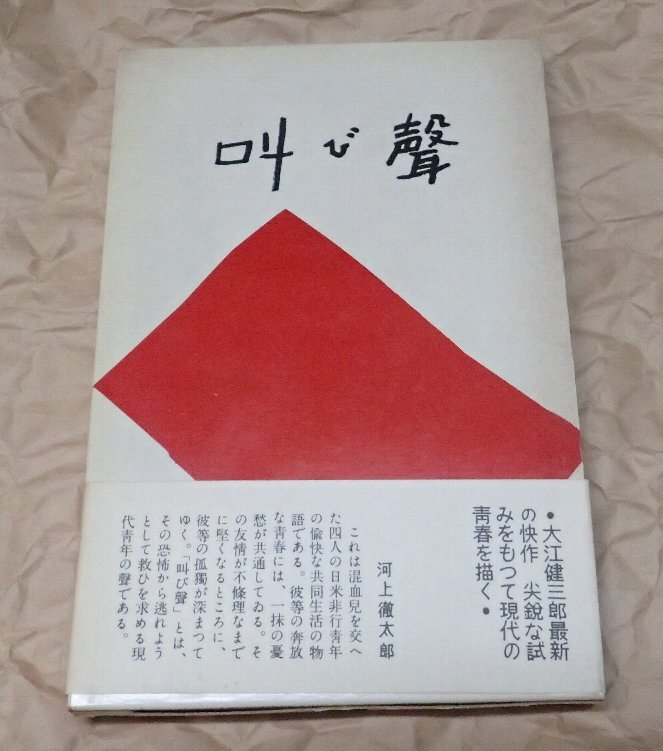 叫び聲
●大江健三郎最新
の快作　尖鋭な試
みをもつて現代の
青春を描く●
河上徹太郎
これは混血兒を交へ
た四人の日米非行青年
の愉快な共同生活の物
語である。彼等の奔放
な青春には、一抹の憂
愁が共通してゐる。そ
の友情が不條理なまで
に堅くなるところに、
彼等の孤獨が深まつて
ゆく。「叫び聲」とは、
その恐怖から逃れよう
として救ひを求める現
代青年の聲である。